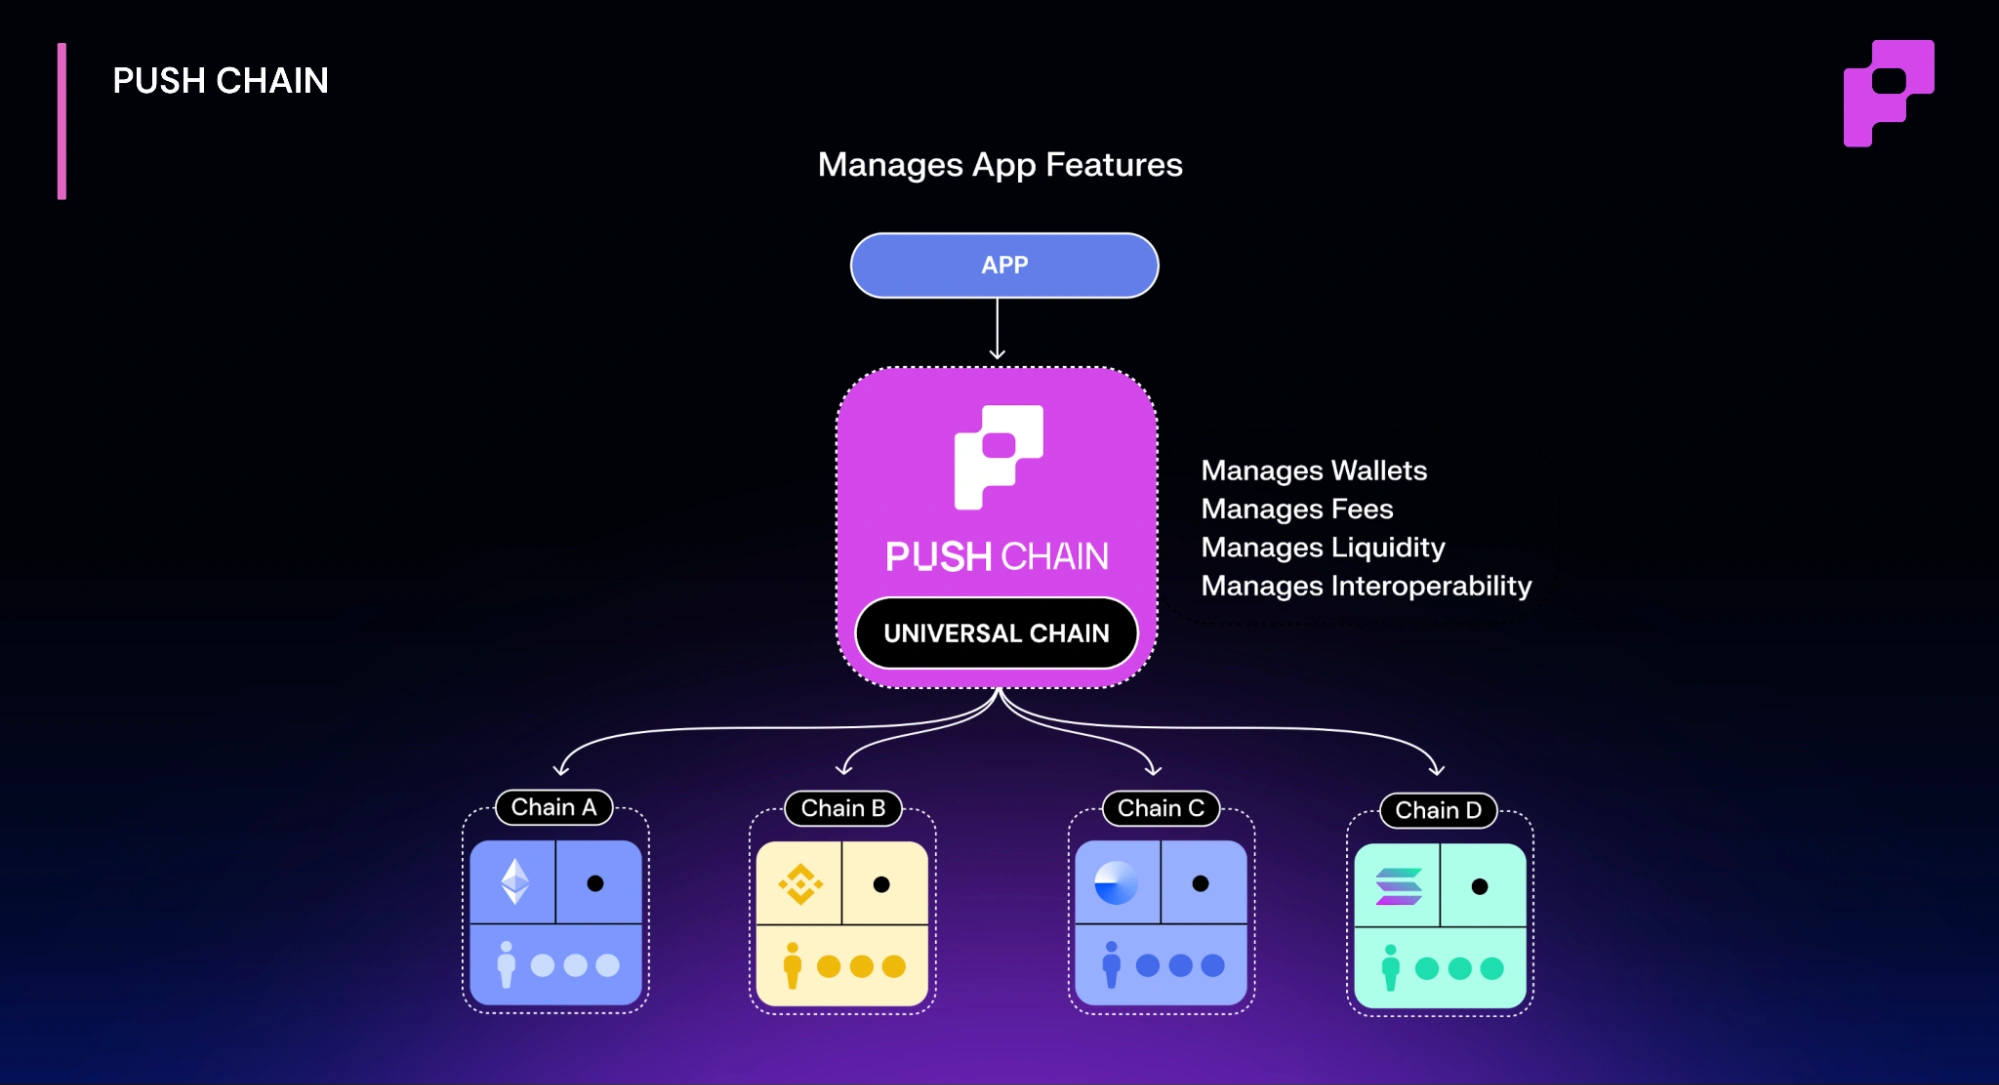 PUSH CHAIN
Manages App Features
APP
PUSH CHAIN
UNIVERSAL CHAIN
Manages Wallets
Manages Fees
Manages Liquidity
Manages Interoperability
Chain A
Chain B
Chain C
Chain D